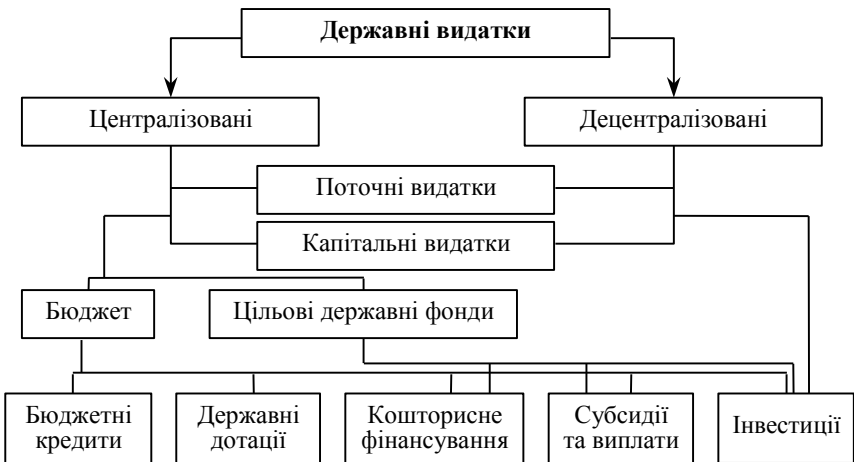 Державні видатки
Централізовані
Децентралізовані
Поточні видатки
Капітальні видатки
Бюджет
Цільові державні фонди
Бюджетні
кредити
Державні
дотації
Кошторисне
фінансування
Субсидії
та виплати
Інвестиції